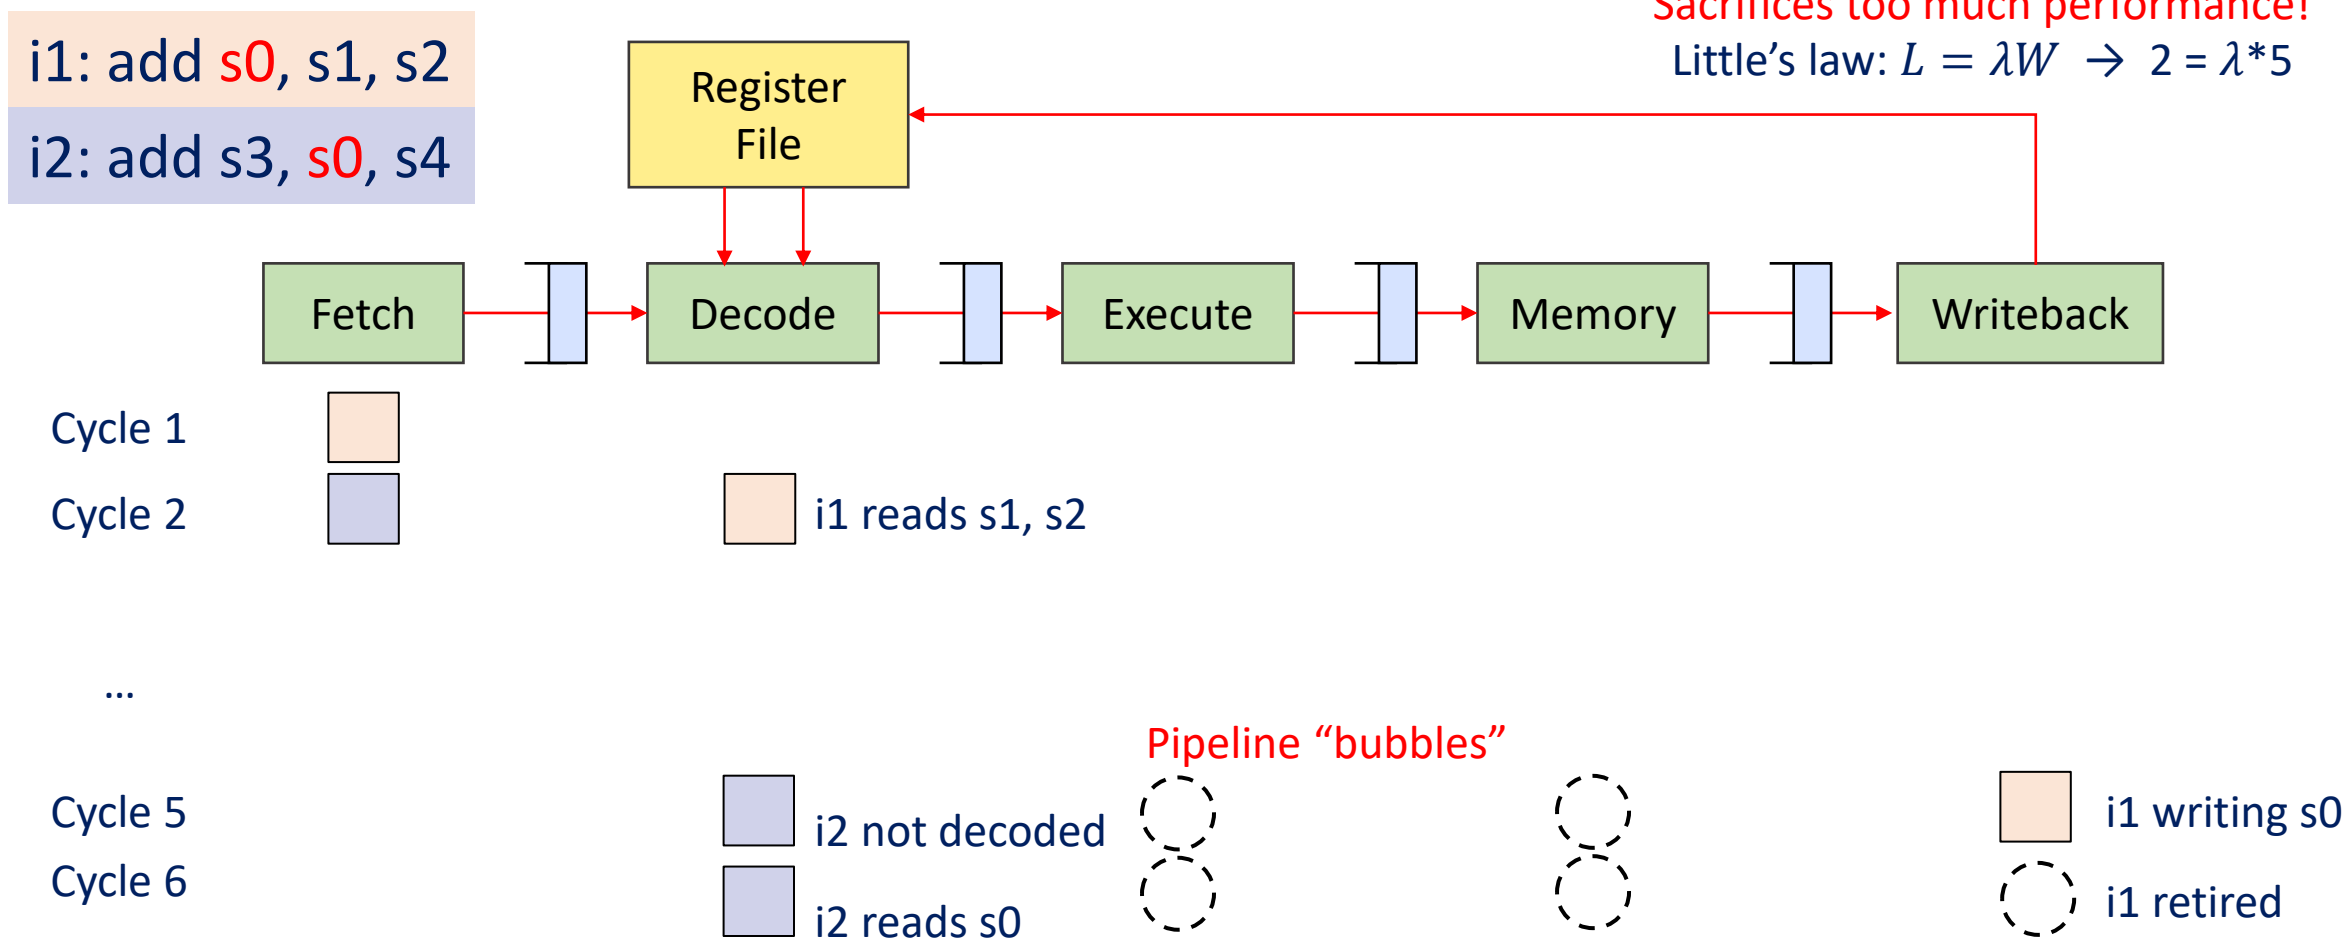 Sacrifices too much performance!
Little's law: L = λW → 2 = λ*5
i1: add s0, s1, s2
i2: add s3, s0, s4
Register
File
Fetch
Decode
Execute
Memory
Writeback
Cycle 1
Cycle 2
i1 reads s1, s2
...
Pipeline “bubbles”
Cycle 5
i2 not decoded
i1 writing s0
Cycle 6
i2 reads s0
i1 retired